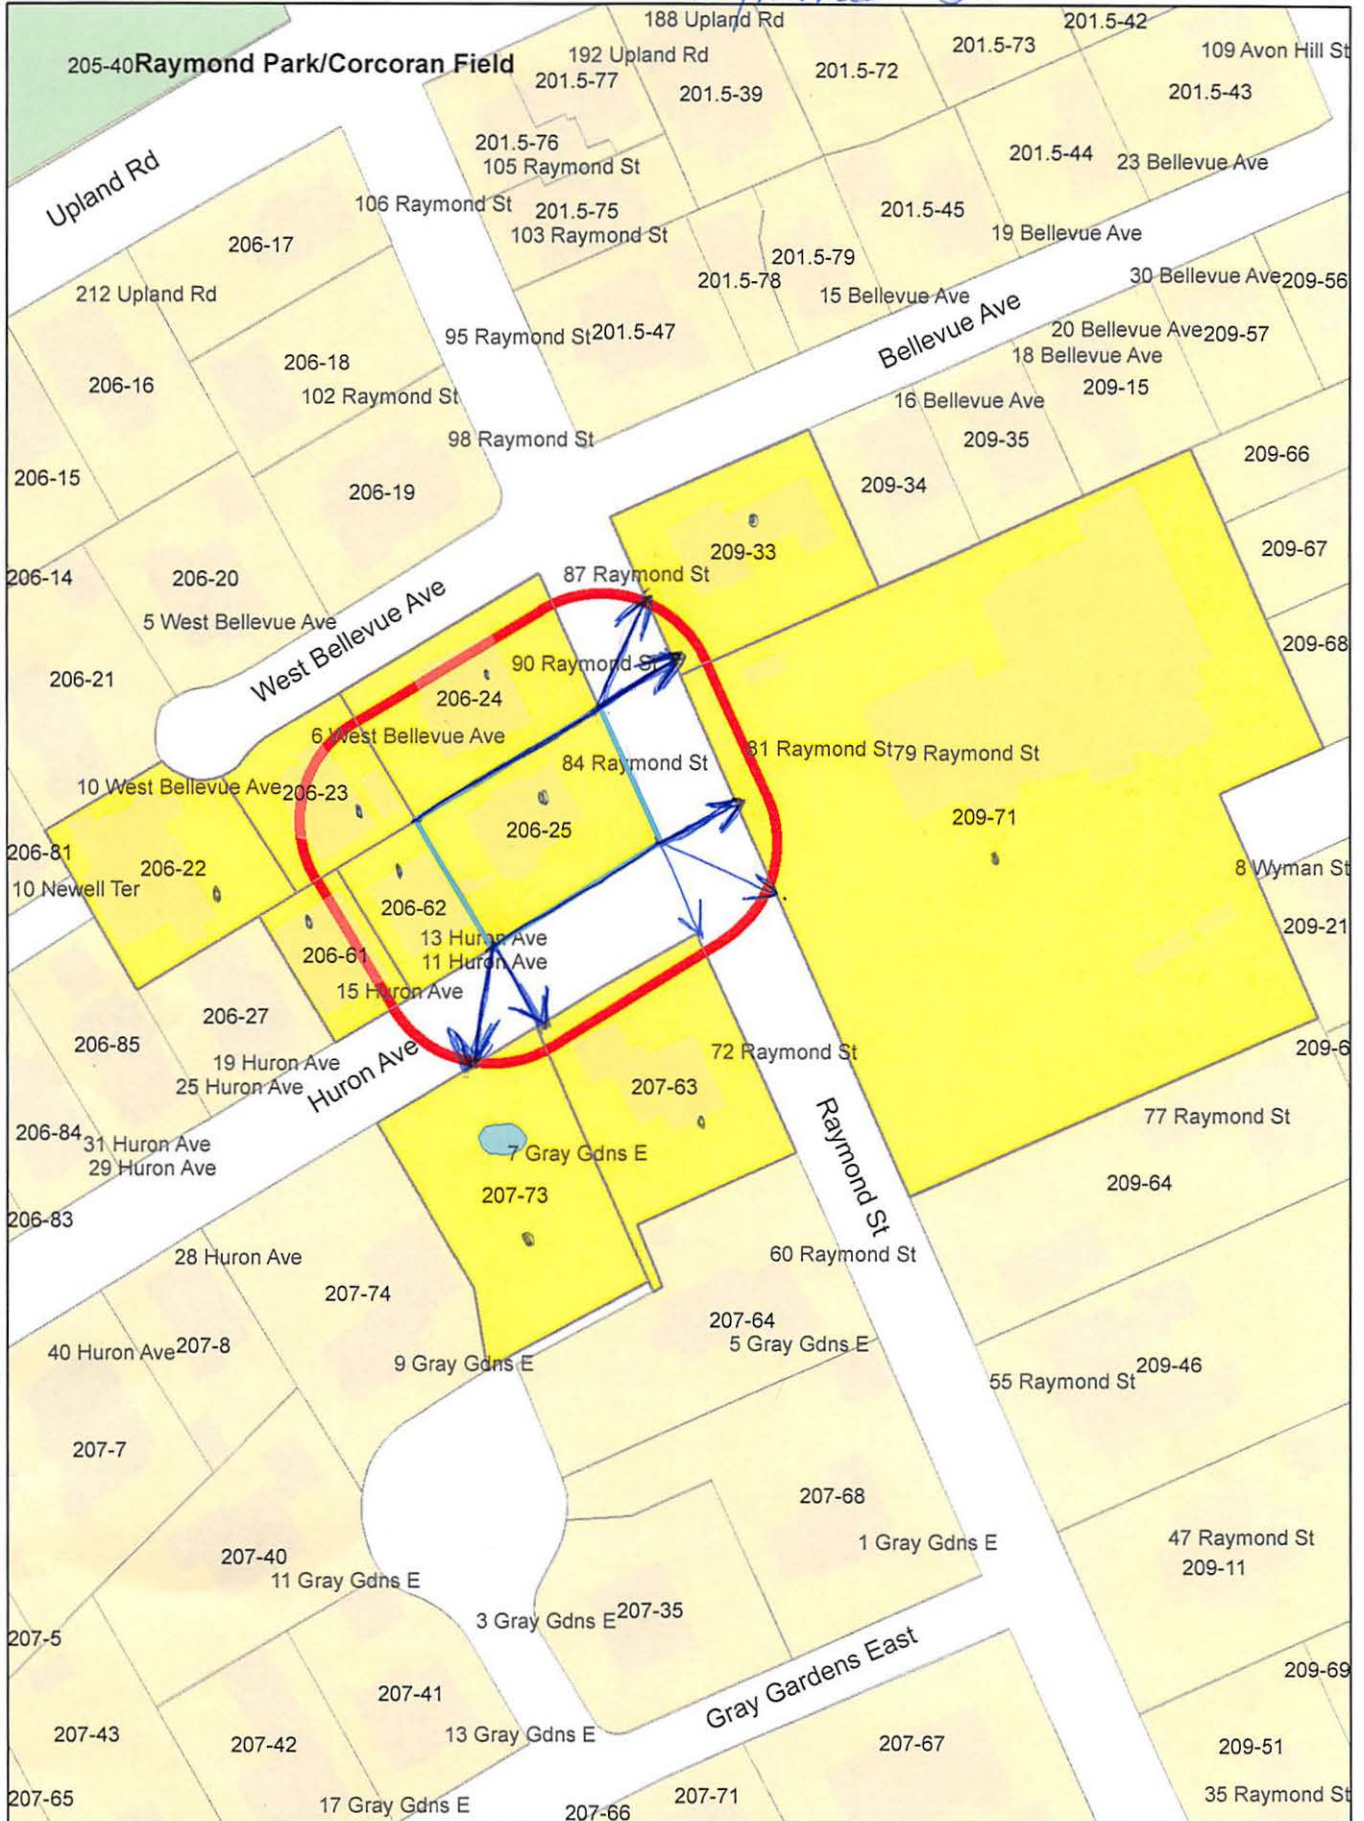 188 Upland Rd
201.5-42
201.5-73
109 Avon Hill St
205-40 Raymond Park/Corcoran Field
192 Upland Rd
201.5-77
201.5-39
201.5-72
201.5-43
201.5-76
105 Raymond St
201.5-44
23 Bellevue Ave
Upland Rd
106 Raymond St
201.5-75
103 Raymond St
201.5-45
19 Bellevue Ave
206-17
201.5-79
201.5-78
15 Bellevue Ave
30 Bellevue Ave
209-56
212 Upland Rd
95 Raymond St
201.5-47
Bellevue Ave
20 Bellevue Ave
209-57
18 Bellevue Ave
206-18
206-16
102 Raymond St
209-15
16 Bellevue Ave
98 Raymond St
209-35
209-66
206-15
206-19
209-34
209-33
209-67
206-14
206-20
87 Raymond St
5 West Bellevue Ave
West Bellevue Ave
209-68
206-21
90 Raymond St
206-24
6 West Bellevue Ave
81 Raymond St
79 Raymond St
84 Raymond St
10 West Bellevue Ave
206-23
206-25
209-71
206-81
206-22
8 Wyman St
10 Newell Ter
206-62
13 Huron Ave
11 Huron Ave
209-21
206-61
15 Huron Ave
206-27
206-85
72 Raymond St
209-6
19 Huron Ave
25 Huron Ave
Huron Ave
207-63
77 Raymond St
206-84
31 Huron Ave
29 Huron Ave
7 Gray Gdns E
Raymond St
209-64
207-73
206-83
28 Huron Ave
60 Raymond St
207-74
207-64
5 Gray Gdns E
40 Huron Ave
207-8
9 Gray Gdns E
209-46
55 Raymond St
207-7
207-68
1 Gray Gdns E
47 Raymond St
209-11
207-40
11 Gray Gdns E
3 Gray Gdns E
207-35
207-5
Gray Gardens East
209-69
207-41
207-43
13 Gray Gdns E
207-42
207-67
209-51
207-65
17 Gray Gdns E
207-66
207-71
35 Raymond St